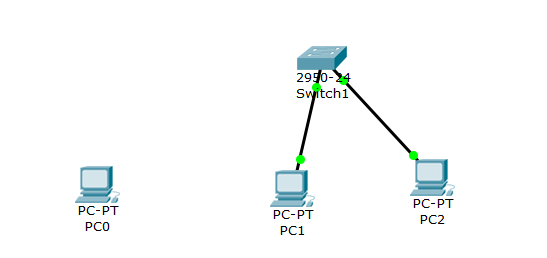 2950-24
Switch1
PC-PT
PC0
PC-PT
PC1
PC-PT
PC2